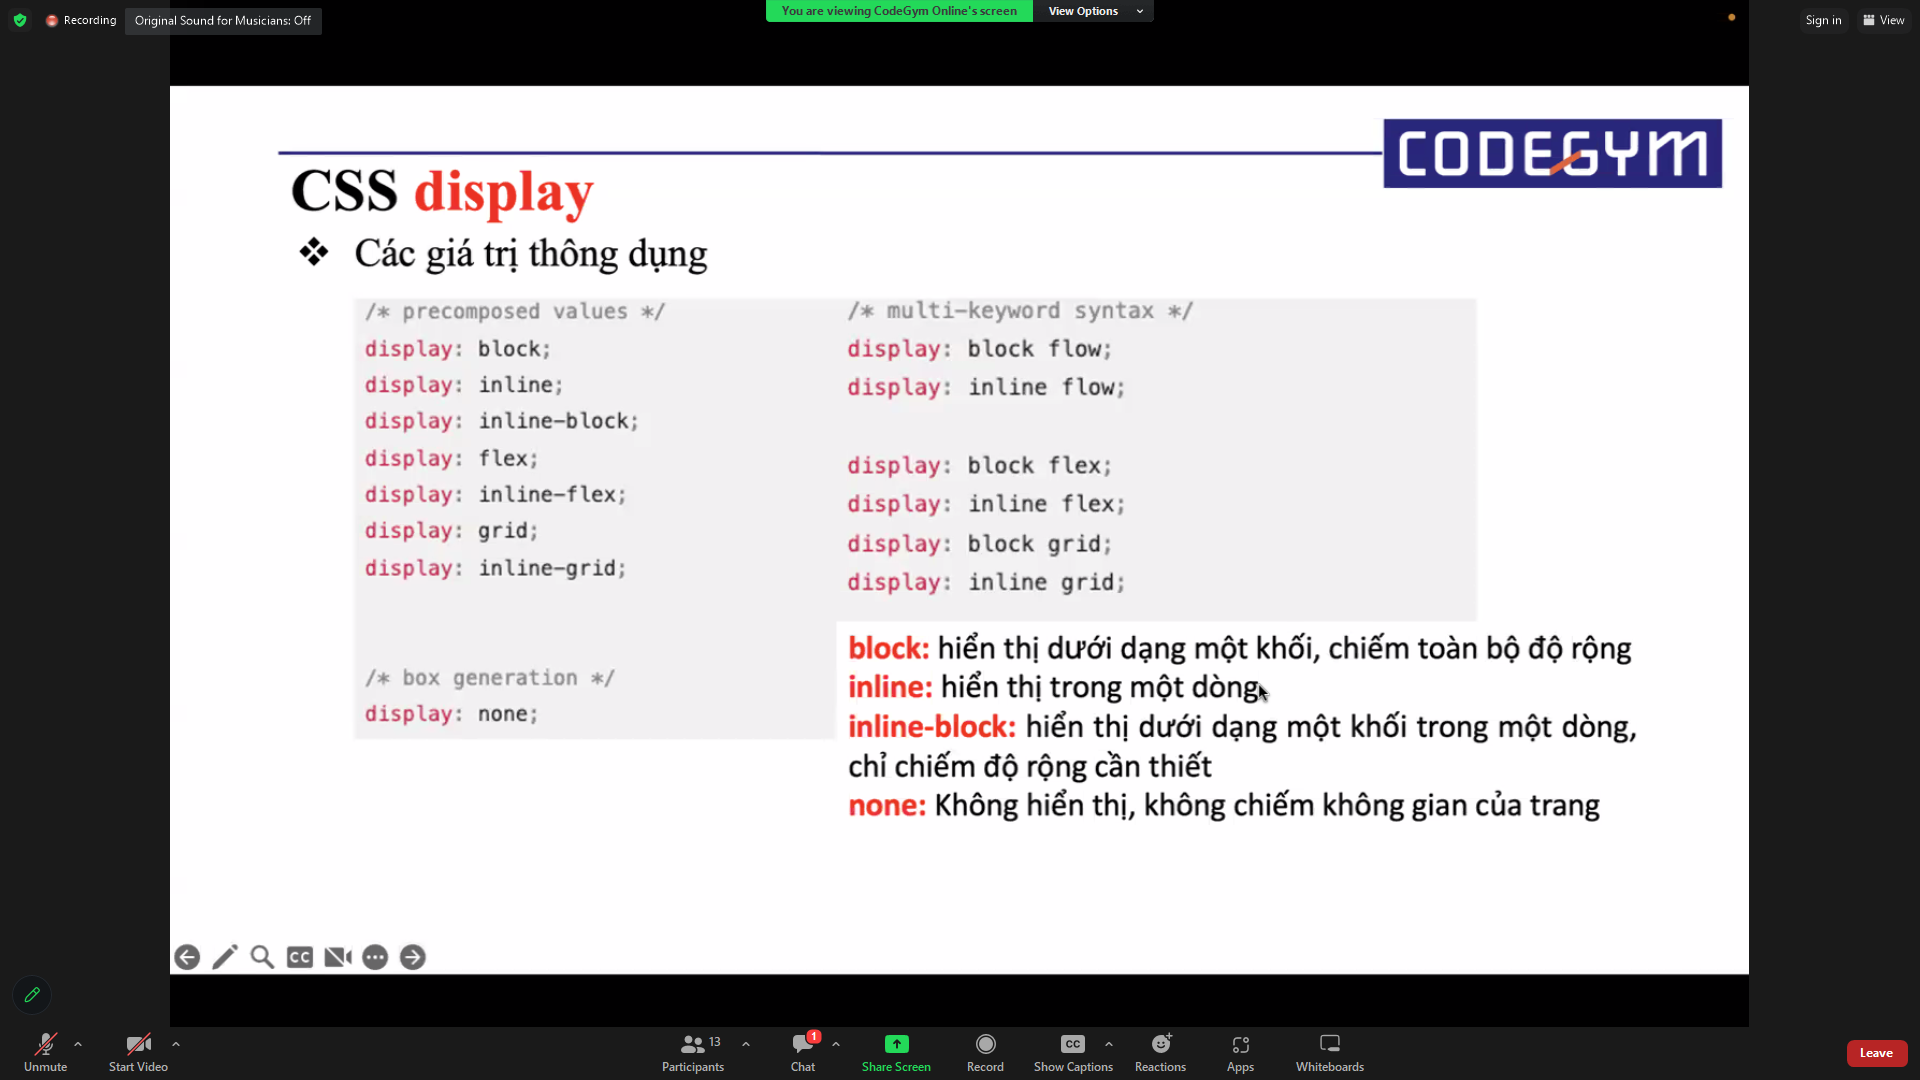 Recording
Original Sound for Musicians: Off
You are viewing CodeGym Online's screen
View Options
Sign in
View
CODEGYM
CSS display
❖ Các giá trị thông dụng
/* precomposed values */
display: block;
display: inline;
display: inline-block;
display: flex;
display: inline-flex;
display: grid;
display: inline-grid;
/* box generation */
display: none;
/* multi-keyword syntax */
display: block flow;
display: inline flow;
display: block flex;
display: inline flex;
display: block grid;
display: inline grid;
block: hiển thị dưới dạng một khối, chiếm toàn bộ độ rộng
inline: hiển thị trong một dòng
inline-block: hiển thị dưới dạng một khối trong một dòng,
chỉ chiếm độ rộng cần thiết
none: Không hiển thị, không chiếm không gian của trang
CC
Unmute
Start Video
13
Participants
1
Chat
Share Screen
Record
CC
Show Captions
Reactions
Apps
Whiteboards
Leave